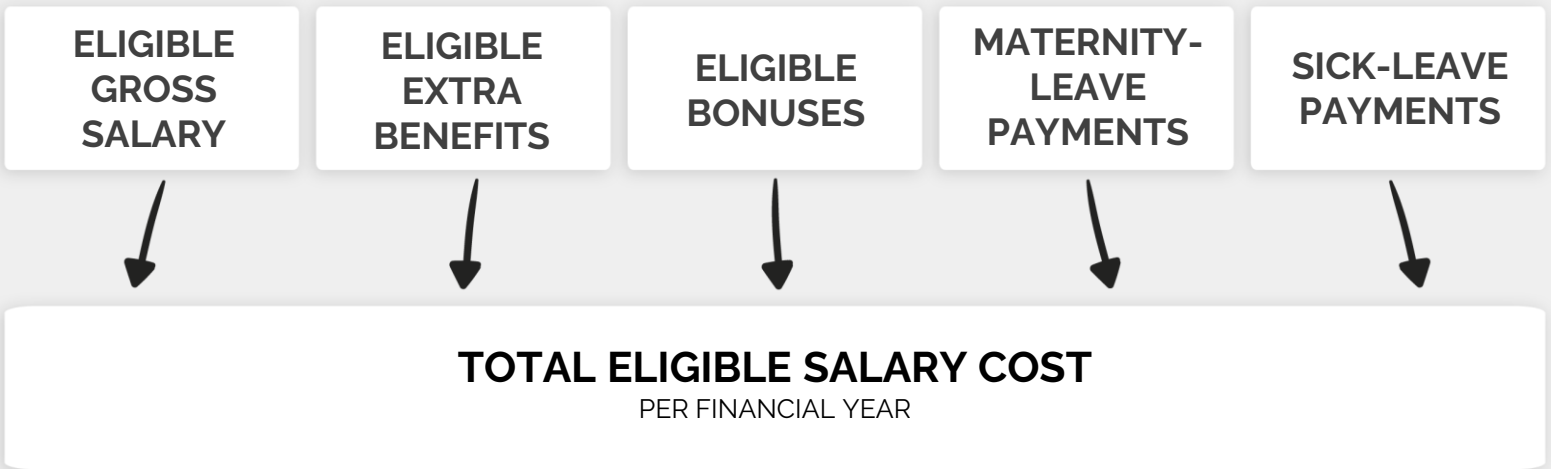 ELIGIBLE
GROSS
SALARY
ELIGIBLE
EXTRA
BENEFITS
ELIGIBLE
BONUSES
MATERNITY-
LEAVE
PAYMENTS
SICK-LEAVE
PAYMENTS
TOTAL ELIGIBLE SALARY COST
PER FINANCIAL YEAR